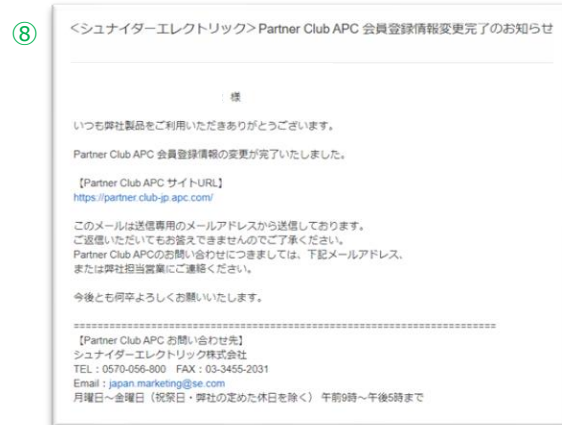 ⑧
<シュナイダーエレクトリック> Partner Club APC 会員登録情報変更完了のお知らせ
様
いつも弊社製品をご利用いただきありがとうございます。
Partner Club APC 会員登録情報の変更が完了いたしました。
【Partner Club APC サイトURL】
https://partner.club-jp.apc.com/
このメールは送信専用のメールアドレスから送信しております。
ご返信いただいてもお答えできませんのでご了承ください。
Partner Club APCのお問い合わせにつきましては、下記メールアドレス、
または弊社担当営業にご連絡ください。
今後とも何卒よろしくお願いいたします。
========================================================================
【Partner Club APC お問い合わせ先】
シュナイダーエレクトリック株式会社
TEL：0570-056-800　FAX：03-3455-2031
Email：japan.marketing@se.com
月曜日～金曜日（祝祭日・弊社の定めた休日を除く） 午前9時～午後5時まで